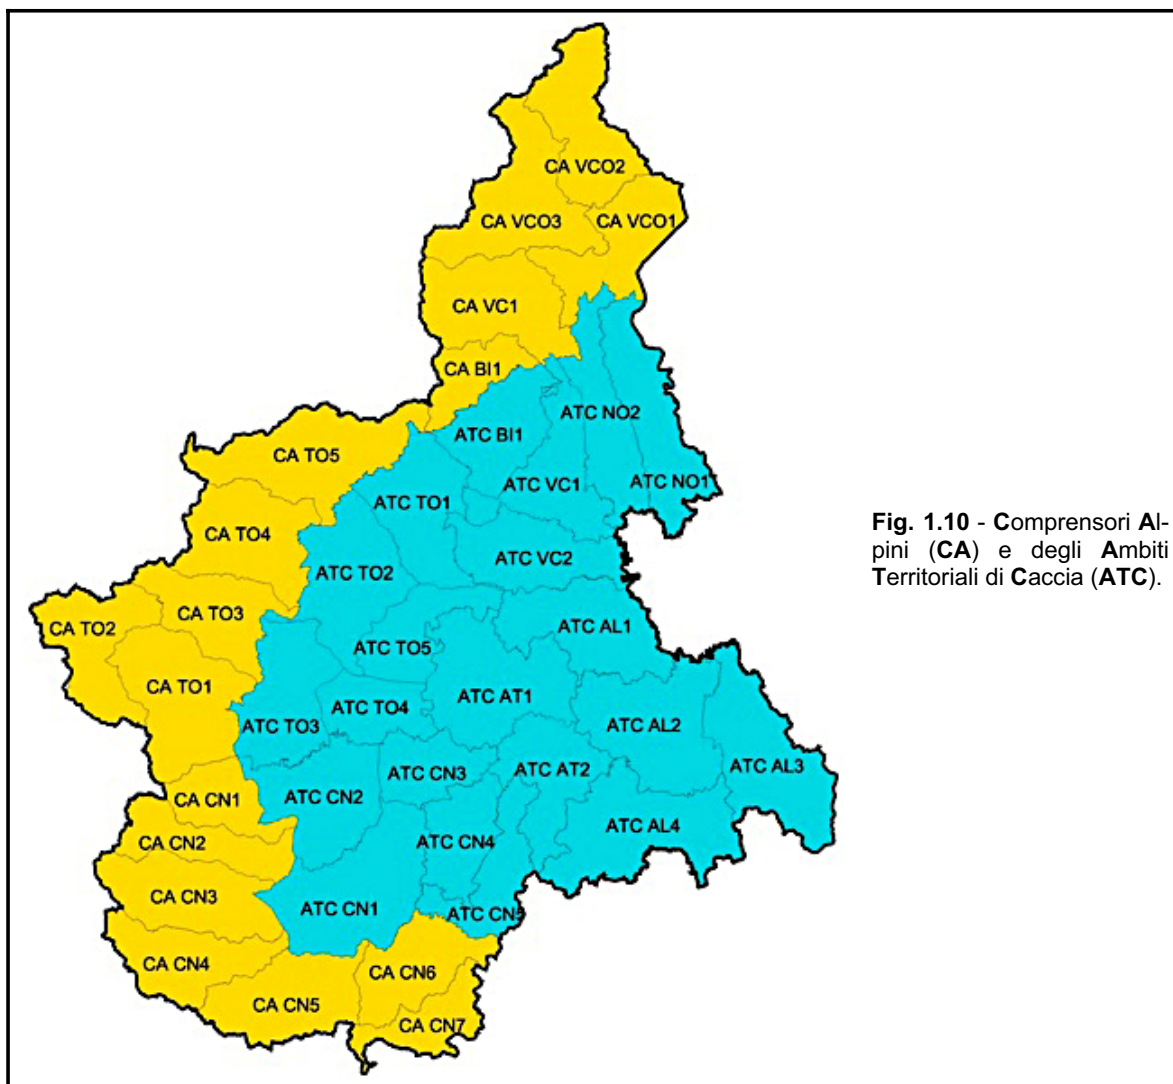 CA VCO2
CA VCO3
CA VCO1
CA VC1
CA BI1
ATC NO2
ATC BI1
CA TO5
ATC NO1
ATC VC1
ATC TO1
CA TO4
ATC VC2
ATC TO2
CA TO3
CA TO2
ATC AL1
ATC TO5
CA TO1
ATC AT1
ATC TO4
ATC TO3
ATC AL2
ATC AL3
ATC CN3
ATC AT2
ATC CN2
CA CN1
ATC AL4
CA CN2
ATC CN4
CA CN3
ATC CN1
ATC CN5
CA CN4
CA CN6
CA CN5
CA CN7
Fig. 1.10 - Comprensori Al-
pini (CA) e degli Ambiti
Territoriali di Caccia (ATC).